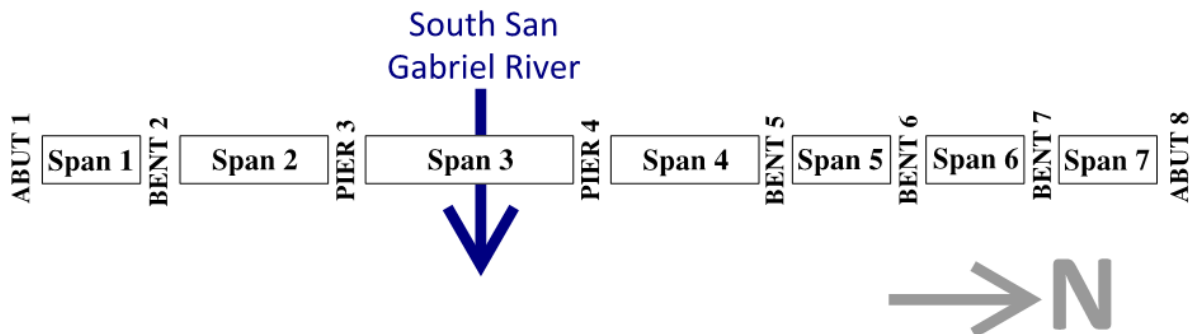 South San
Gabriel River
ABUT 1
Span 1
BENT 2
Span 2
PIER 3
Span 3
PIER 4
Span 4
BENT 5
Span 5
BENT 6
Span 6
BENT 7
Span 7
ABUT 8
N